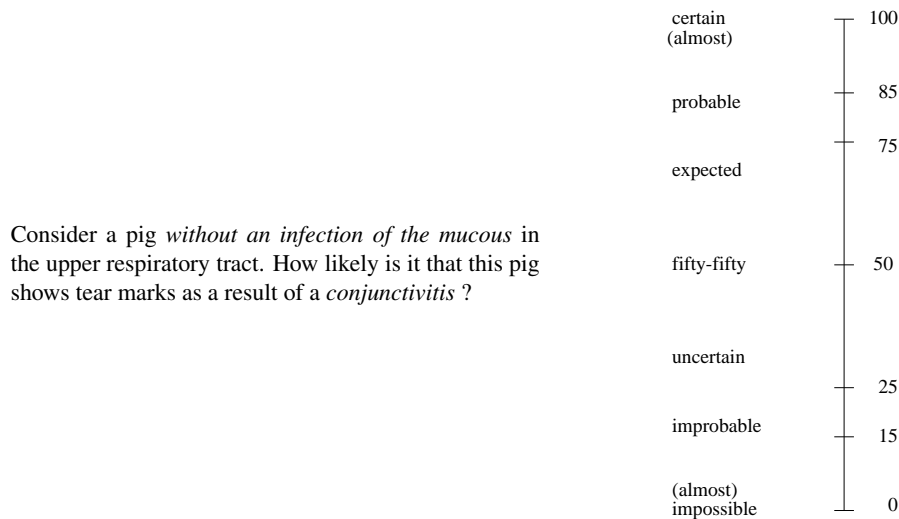 certain 100
(almost)
85
probable
75
expected
Consider a pig without an infection of the mucous in
the upper respiratory tract. How likely is it that this pig
shows tear marks as a result of a conjunctivitis ?
fifty-fifty 50
uncertain
25
improbable
15
(almost)
impossible 0